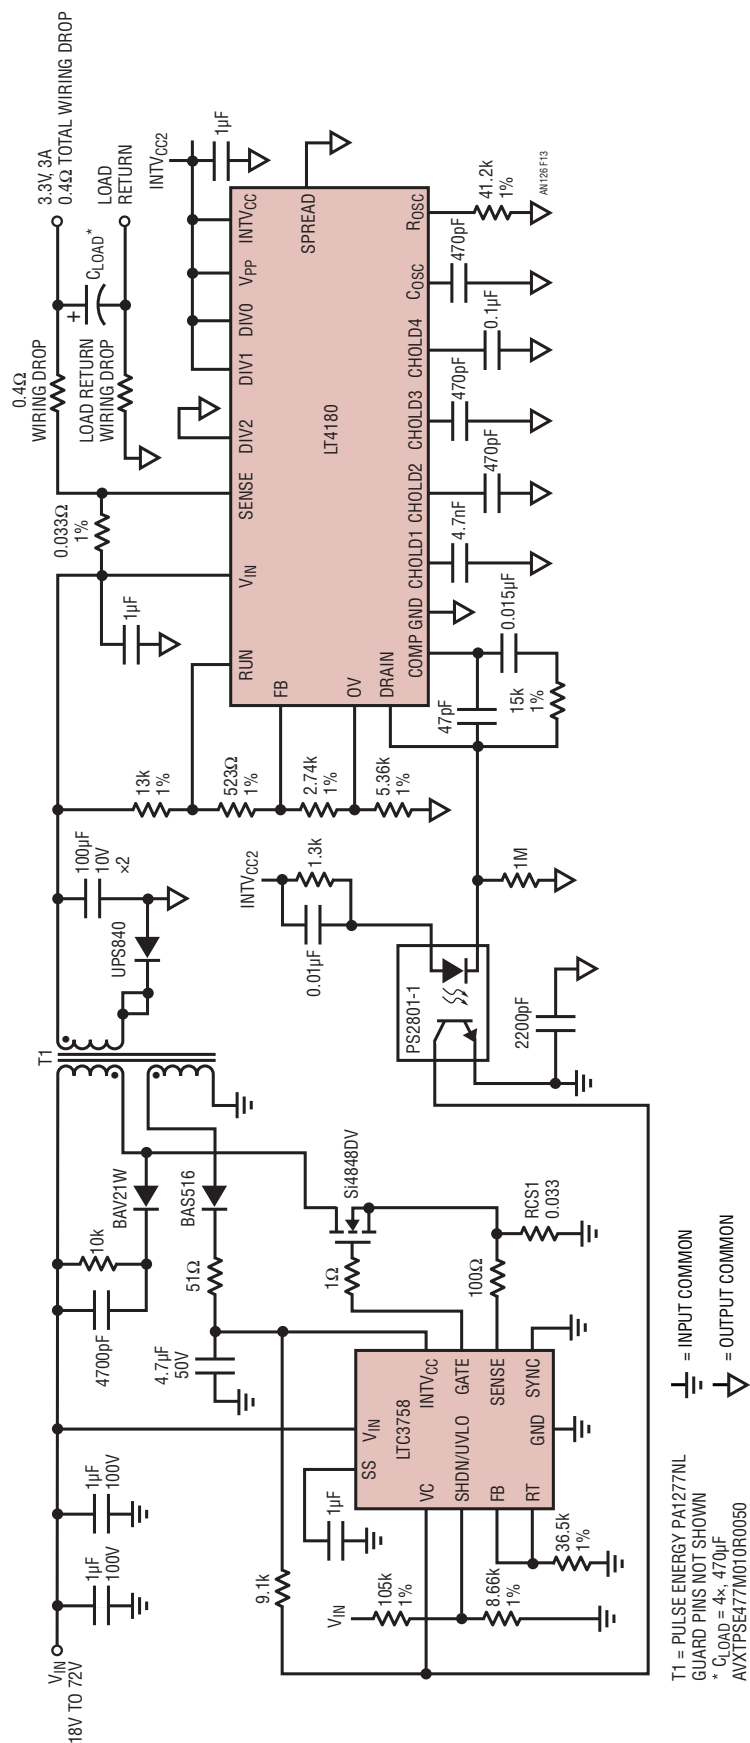 VIN
18V TO 72V
1µF
100V
1µF
100V
4700pF
10k
BAV21W
T1
4.7µF
50V
51Ω
BAS516
UPS840
100µF
10V
×2
13k
1%
523Ω
1%
2.74k
1%
5.36k
1%
1µF
0.033Ω
1%
0.4Ω
WIRING DROP
LOAD RETURN
WIRING DROP
+
CLOAD*
3.3V, 3A
0.4Ω TOTAL WIRING DROP
LOAD
RETURN
INTVCC2
1µF
RUN
VIN
SENSE
DIV2
DIV1
DIV0
VPP
INTVCC
SPREAD
FB
OV
DRAIN
LT4180
COMP
GND
CHOLD1
CHOLD2
CHOLD3
CHOLD4
COSC
ROSC
47pF
0.015µF
15k
1%
4.7nF
470pF
470pF
0.1µF
470pF
41.2k
1%
AN126 F13
INTVCC2
0.01µF
1.3k
PS2801-1
1M
2200pF
Si4848DV
1Ω
100Ω
RCS1
0.033
9.1k
1µF
SS
VIN
LTC3758
INTVCC
VC
GATE
SHDN/UVLO
SENSE
FB
RT
GND
SYNC
VIN
105k
1%
8.66k
1%
36.5k
1%
T1 = PULSE ENERGY PA1277NL
GUARD PINS NOT SHOWN
* CLOAD = 4×, 470µF
AVXTPSE477M010R0050
= INPUT COMMON
= OUTPUT COMMON